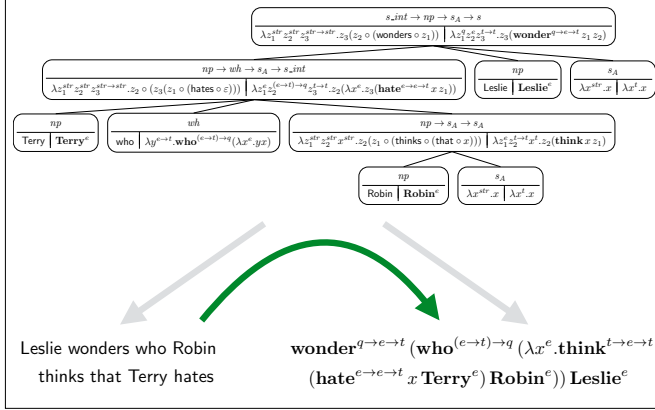 s_int → np → s_A → s
λz₁^{str} z₂^{str} z₃^{str→str}.z₃(z₂ ∘ (wonders ∘ z₁)) | λz₁^{q} z₂^{e} z₃^{t→t}.z₃(wonder^{q→e→t} z₁ z₂)
np → wh → s_A → s_int
λz₁^{str} z₂^{str} z₃^{str→str}.z₂ ∘ (z₃(z₁ ∘ (hates ∘ ε))) | λz₁^{e} z₂^{(e→t)→q} z₃^{t→t}.z₂(λx^{e}.z₃(hate^{e→e→t} x z₁))
np
Leslie | Leslie^{e}
s_A
λx^{str}.x | λx^{t}.x
np
Terry | Terry^{e}
wh
who | λy^{e→t}.who^{(e→t)→q}(λx^{e}.yx)
np → s_A → s_A
λz₁^{str} z₂^{str} x^{str}.z₂(z₁ ∘ (thinks ∘ (that ∘ x))) | λz₁^{e} z₂^{t→t} x^{t}.z₂(think x z₁)
np
Robin | Robin^{e}
s_A
λx^{str}.x | λx^{t}.x
Leslie wonders who Robin
thinks that Terry hates
wonder^{q→e→t} (who^{(e→t)→q} (λx^{e}.think^{t→e→t}
(hate^{e→e→t} x Terry^{e}) Robin^{e})) Leslie^{e}